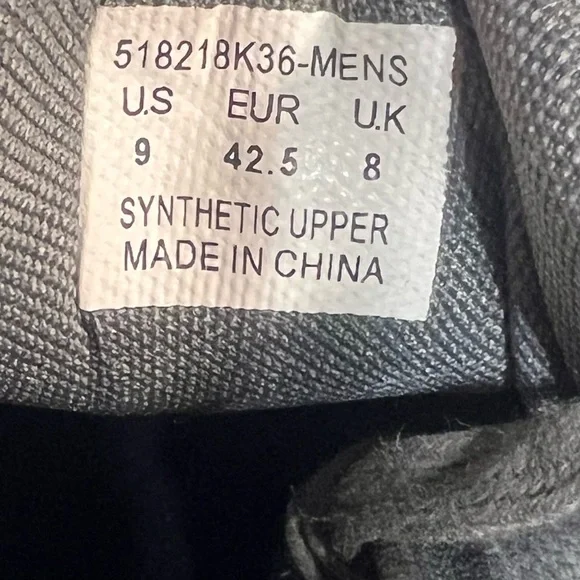 518218K36-MENS
U.S EUR U.K
9 42.5 8
SYNTHETIC UPPER
MADE IN CHINA